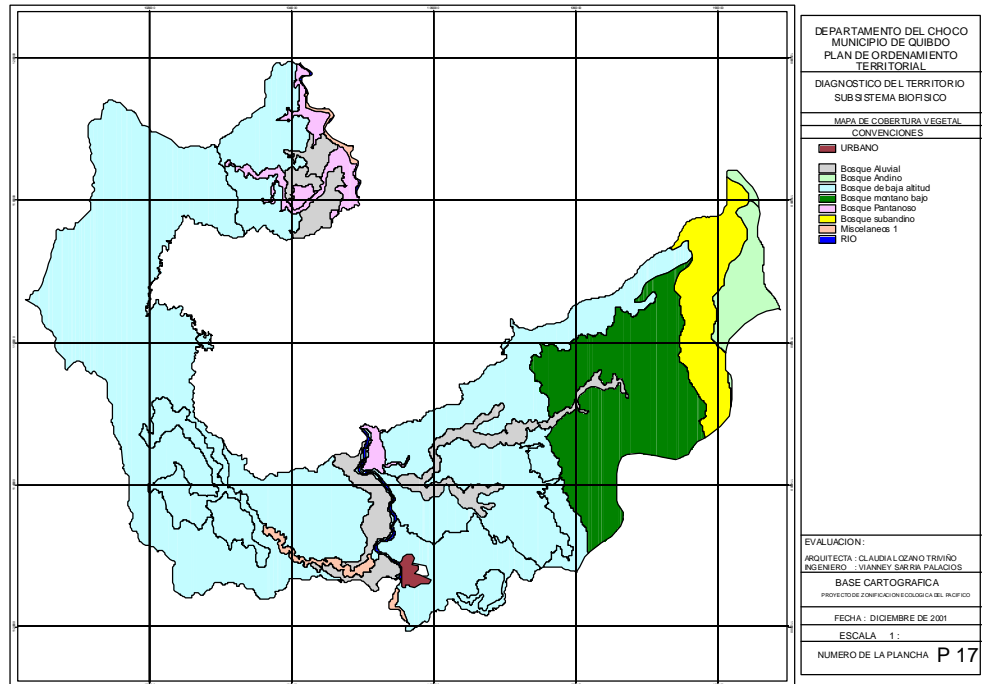 DEPARTAMENTO DEL CHOCO
MUNICIPIO DE QUIBDO
PLAN DE ORDENAMIENTO
TERRITORIAL
DIAGNOSTICO DEL TERRITORIO
SUBSISTEMA BIOFISICO
MAPA DE COBERTURA VEGETAL
CONVENCIONES
URBANO
Bosque Aluvial
Bosque Andino
Bosque de baja altitud
Bosque montano bajo
Bosque Pantanoso
Bosque subandino
Miscelaneos 1
RIO
EVALUACION:
ARQUITECTA : CLAUDIA LOZANO TRIVIÑO
INGENIERO : VIANNEY SARRIA PALACIOS
BASE CARTOGRAFICA
PROYECTO DE ZONIFICACION ECOLOGICA DEL PACIFICO
FECHA : DICIEMBRE DE 2001
ESCALA 1 :
NUMERO DE LA PLANCHA P 17